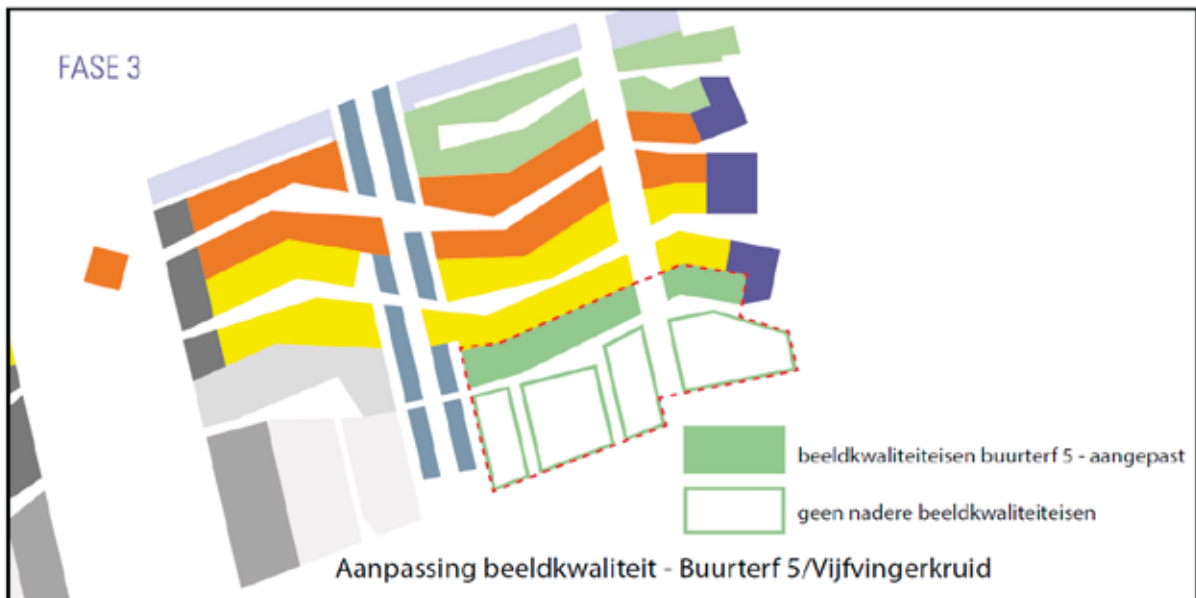 FASE 3
beeldkwaliteiteisen buurterf 5 - aangepast
geen nadere beeldkwaliteiteisen
Aanpassing beeldkwaliteit - Buurterf 5/Vijfvingerkruid